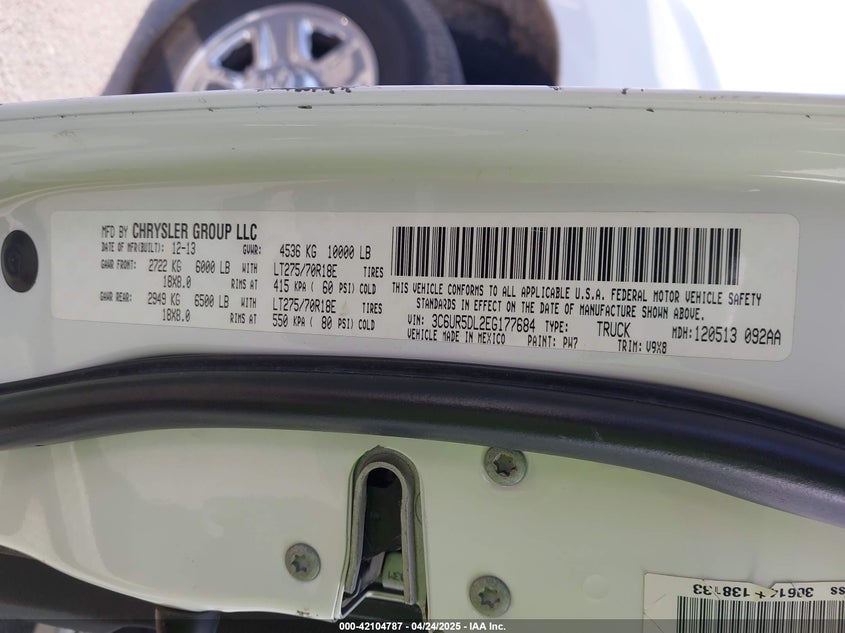 MFD BY CHRYSLER GROUP LLC
DATE OF MFR(BUILT): 12-13 GVWR: 4536 KG 10000 LB
GAWR FRONT: 2722 KG 6000 LB WITH LT275/70R18E TIRES
18X8.0 RIMS AT 415 KPA ( 60 PSI) COLD
GAWR REAR: 2949 KG 6500 LB WITH LT275/70R18E TIRES
18X8.0 RIMS AT 550 KPA ( 80 PSI) COLD
THIS VEHICLE CONFORMS TO ALL APPLICABLE U.S.A. FEDERAL MOTOR VEHICLE SAFETY
STANDARDS IN EFFECT ON THE DATE OF MANUFACTURE SHOWN ABOVE.
VIN: 3C6UR5DL2EG177684 TYPE: TRUCK MDH: 120513 092AA
VEHICLE MADE IN MEXICO PAINT: PW7 TRIM: V9X8
000-42104787 - 04/24/2025 - IAA Inc.